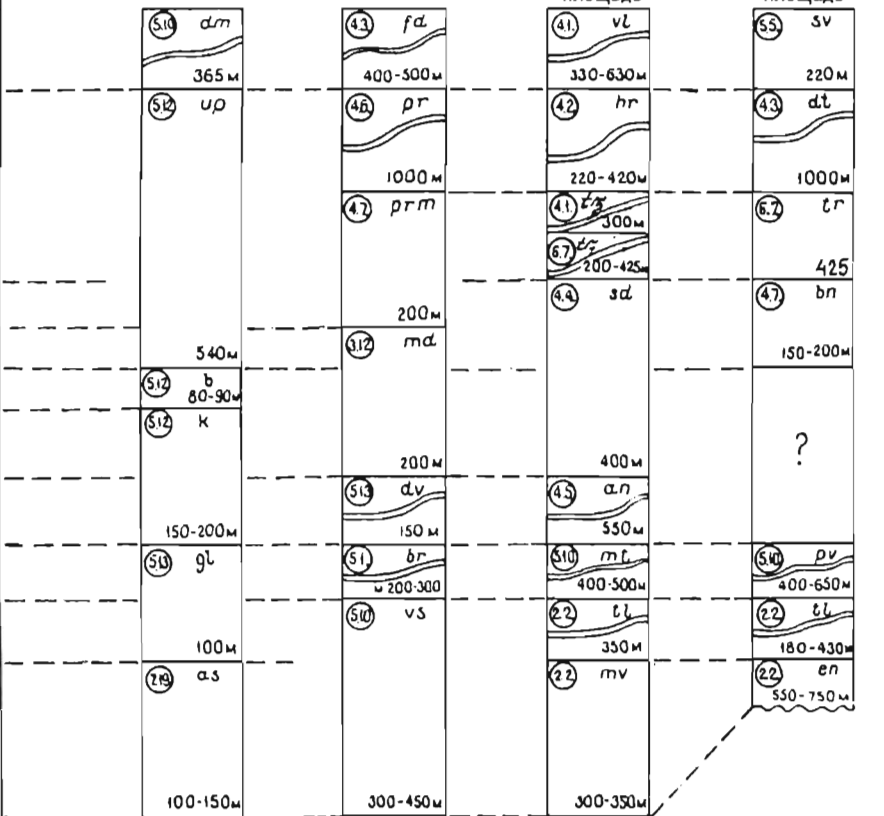 5.10 dm
365 м
5.12 up
540 м
5.12 b
80-90 м
5.12 k
150-200 м
5.13 gl
100 м
2.19 as
100-150 м
4.3 fd
400-500 м
4.6 pr
1000 м
4.7 prm
200 м
3.12 md
200 м
5.13 dv
150 м
5.1. br
м 200-300
5.10 vs
300-450 м
4.1. vl
330-630 м
4.2 hr
220-420 м
4.1.
300 м
6.7.
200-425 м
4.4. sd
400 м
4.5 an
550 м
5.10 mt
400-500 м
2.2 tl
350 м
2.2 mv
300-350 м
5.5. sv
220 м
4.3 dt
1000 м
6.7 tr
425
4.7. bn
150-200 м
?
5.10 pv
400-650 м
2.2 tl
180-430 м
2.2. en
550-750 м